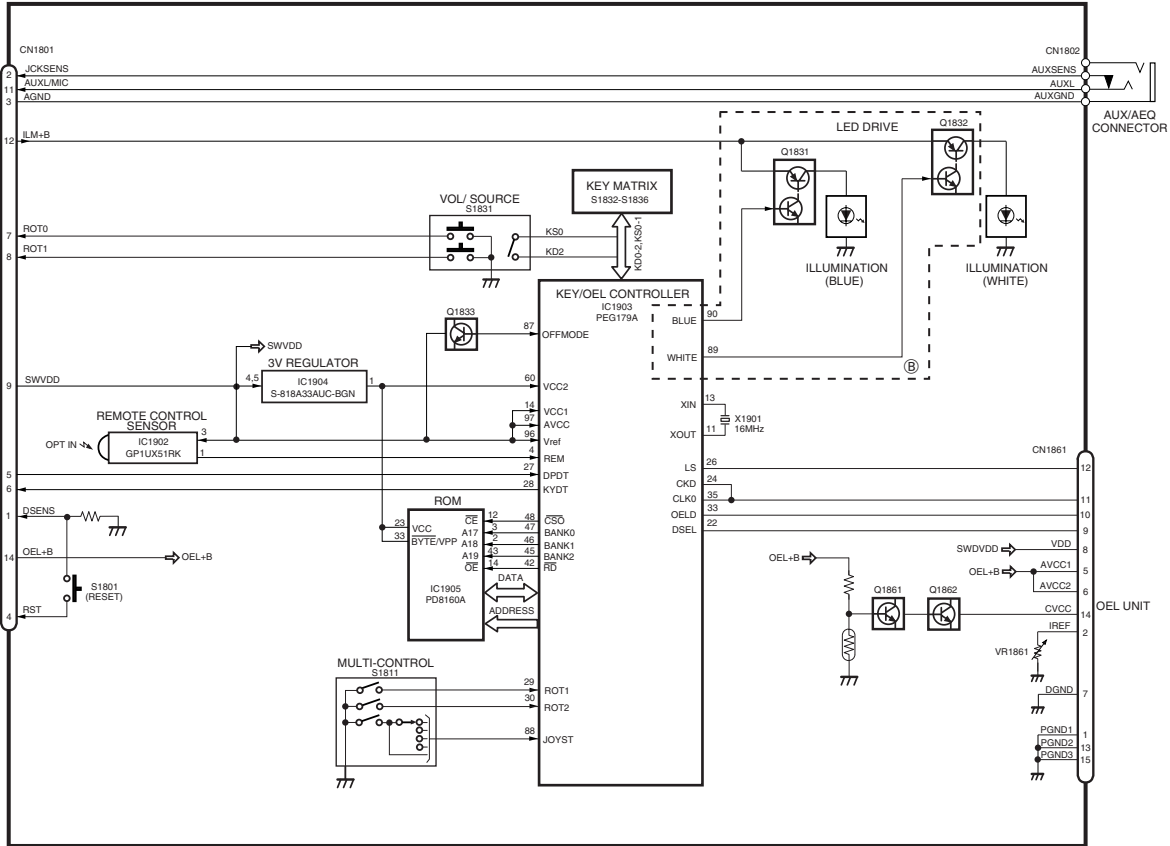 CN1801
CN1802
2 JCKSENS
AUXSENS
11 AUXL/MIC
AUXL
3 AGND
AUXGND
AUX/AEQ
CONNECTOR
12 ILM+B
LED DRIVE
Q1832
Q1831
KEY MATRIX
S1832-S1836
VOL/ SOURCE
S1831
7 ROT0
KS0
8 ROT1
KD2
KD0-2,KS0-1
ILLUMINATION
(BLUE)
ILLUMINATION
(WHITE)
KEY/OEL CONTROLLER
IC1903
PEG179A
Q1833
87 OFFMODE
BLUE 90
WHITE 89
B
SWVDD
3V REGULATOR
9 SWVDD
4,5
IC1904
S-818A33UAC-BGN
1
60 VCC2
14 VCC1
97 AVCC
96 Vref
XIN 13
X1901
16MHz
XOUT 11
REMOTE CONTROL
SENSOR
OPT IN
IC1902
GP1UX51RK
3
1
4 REM
5
27 DPDT
6
28 KYDT
CN1861
LS 26
12
CKD 24
CLK0 35
11
OELD 33
10
DSEL 22
9
1 DSENS
ROM
23 VCC
33 BYTE/VPP
CE 12
48 CSO
A17 3
47 BANK0
A18 2
46 BANK1
A19 43
45 BANK2
OE 14
42 RD
IC1905
PD8160A
DATA
ADDRESS
14 OEL+B
OEL+B
S1801
(RESET)
4 RST
OEL+B
SWDVDD
VDD 8
OEL+B
AVCC1 5
AVCC2 6
Q1861
Q1862
CVCC 14
OEL UNIT
IREF 2
VR1861
DGND 7
PGND1 1
PGND2 13
PGND3 15
MULTI-CONTROL
S1811
29 ROT1
30 ROT2
88 JOYST